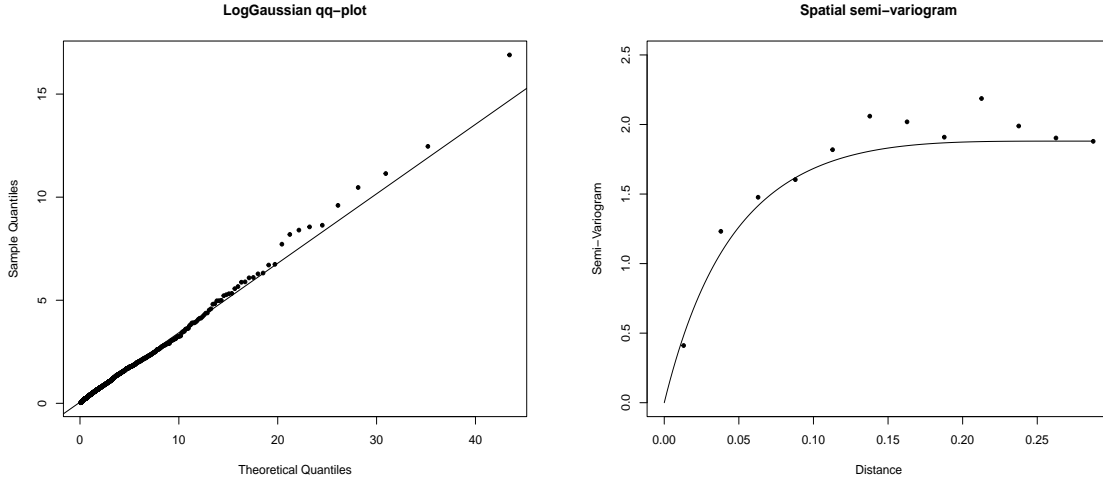 LogGaussian qq−plot
Sample Quantiles
15
10
5
0
0 10 20 30 40
Theoretical Quantiles
Spatial semi−variogram
Semi−Variogram
2.5
2.0
1.5
1.0
0.5
0.0
0.00 0.05 0.10 0.15 0.20 0.25
Distance